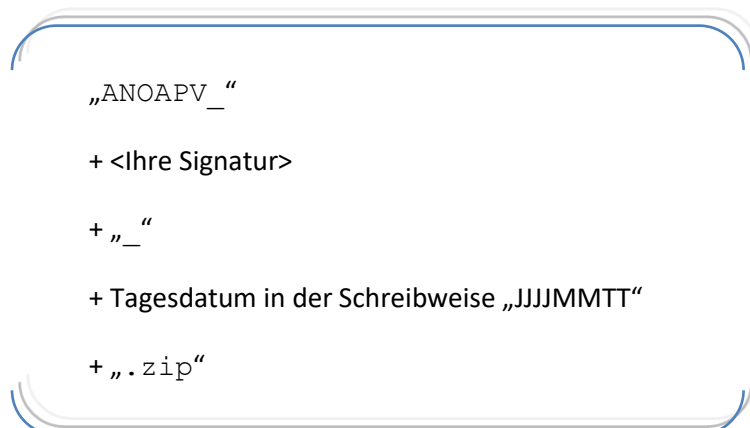 „ANOAPV_“
+ <Ihre Signatur>
+ „_“
+ Tagesdatum in der Schreibweise „JJJJMMTT“
+ „.zip“